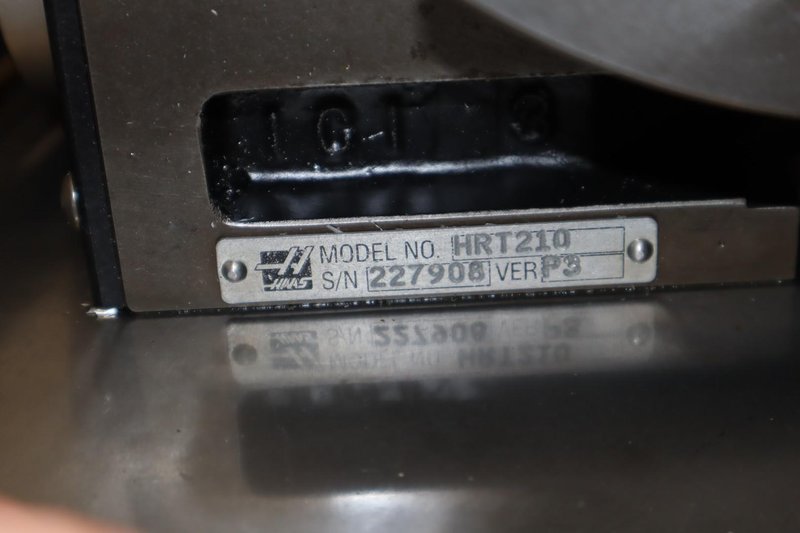 HAAS
MODEL NO. HRT210
S/N 227908 VER P3